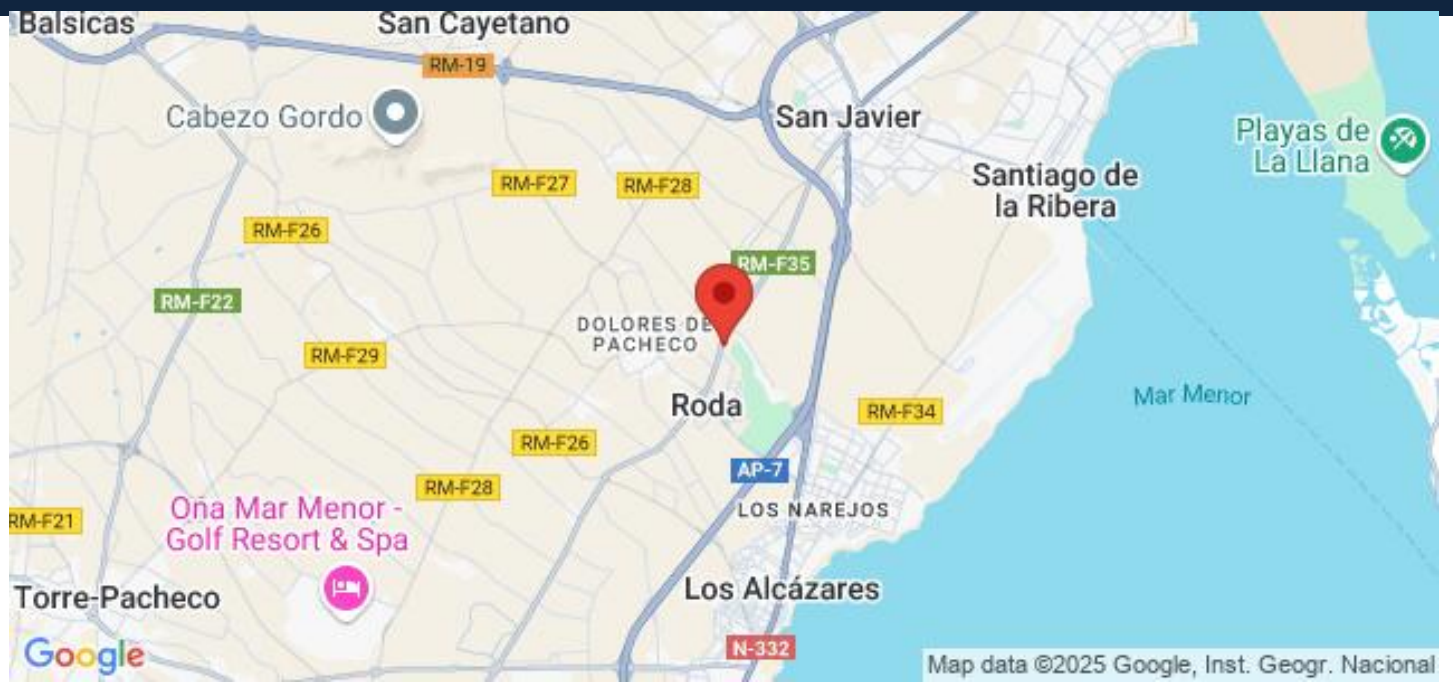 Balsicas
San Cayetano
RM-19
Cabezo Gordo
San Javier
Playas de
La Llana
RM-F27
RM-F28
Santiago de
la Ribera
RM-F26
RM-F35
RM-F22
DOLORES DE
PACHECO
RM-F29
Mar Menor
Roda
RM-F34
RM-F26
AP-7
RM-F28
Oña Mar Menor -
Golf Resort & Spa
LOS NAREJOS
RM-F21
Torre-Pacheco
Los Alcázares
N-332
Google
Map data ©2025 Google, Inst. Geogr. Nacional